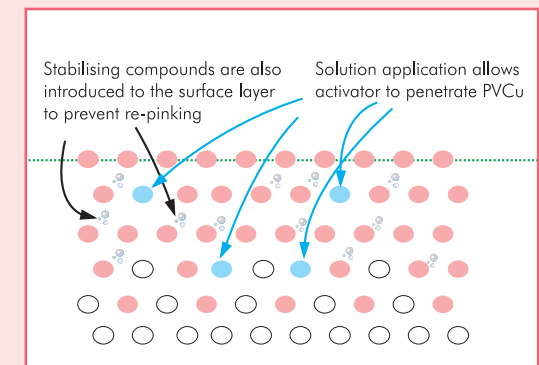 Stabilising compounds are also
introduced to the surface layer
to prevent re-pinking
Solution application allows
activator to penetrate PVCu